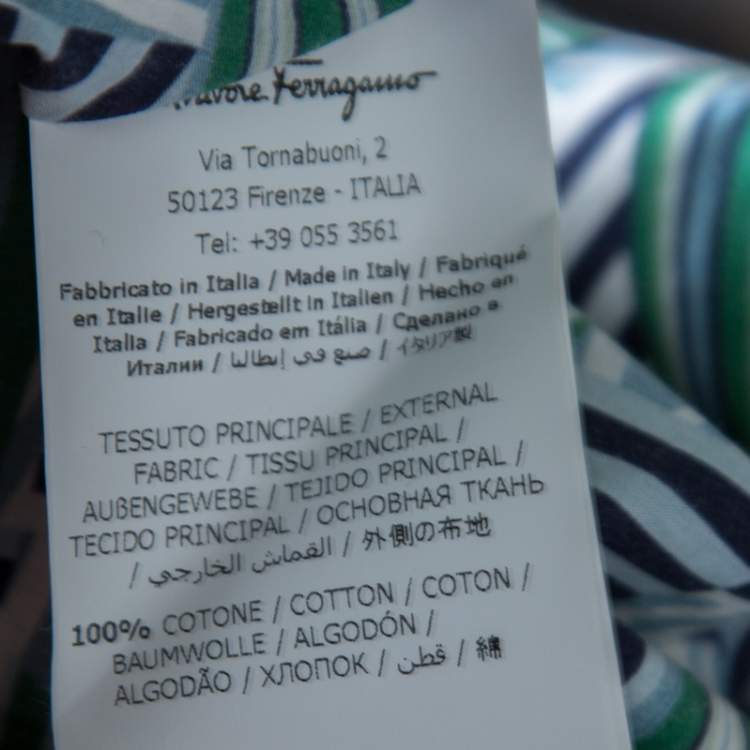 Ferragamo
Via Tornabuoni, 2
50123 Firenze - ITALIA
Tel: +39 055 3561
Fabbricato in Italia / Made in Italy / Fabriqué
en Italie / Hergestellt in Italien / Hecho en
Italia / Fabricado em Itália / Сделано в
Италии / صنع في إيطاليا / イタリア製
TESSUTO PRINCIPALE / EXTERNAL
FABRIC / TISSU PRINCIPAL /
AUßENGEWEBE / TEJIDO PRINCIPAL /
TECIDO PRINCIPAL / ОСНОВНАЯ ТКАНЬ
/ القماش الخارجي / 外側の布地
100% COTONE / COTTON / COTON /
BAUMWOLLE / ALGODÓN /
ALGODÃO / ХЛОПОК / قطن / 綿